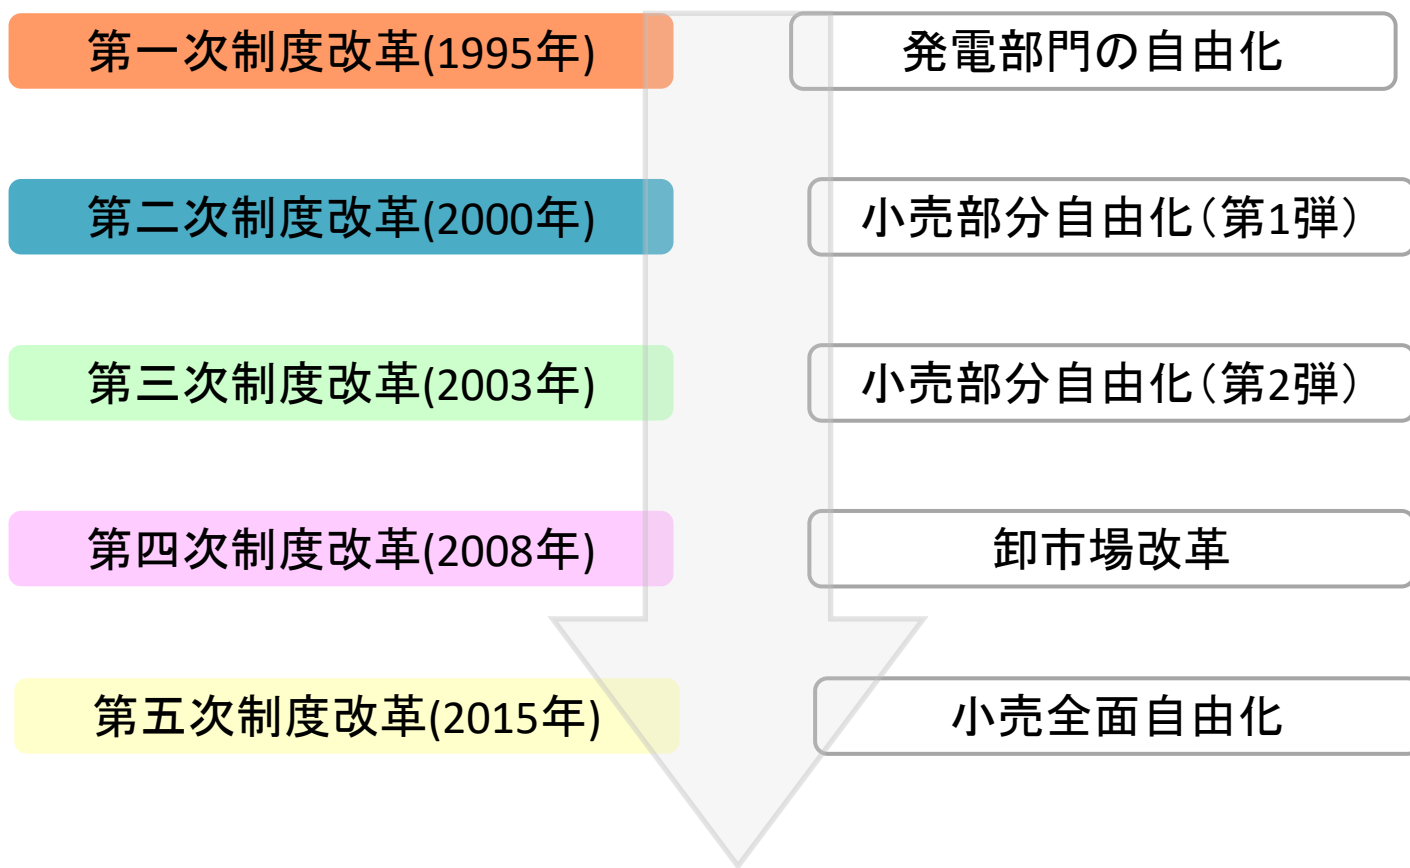 第一次制度改革(1995年)
発電部門の自由化
第二次制度改革(2000年)
小売部分自由化（第1弾）
第三次制度改革(2003年)
小売部分自由化（第2弾）
第四次制度改革(2008年)
卸市場改革
第五次制度改革(2015年)
小売全面自由化